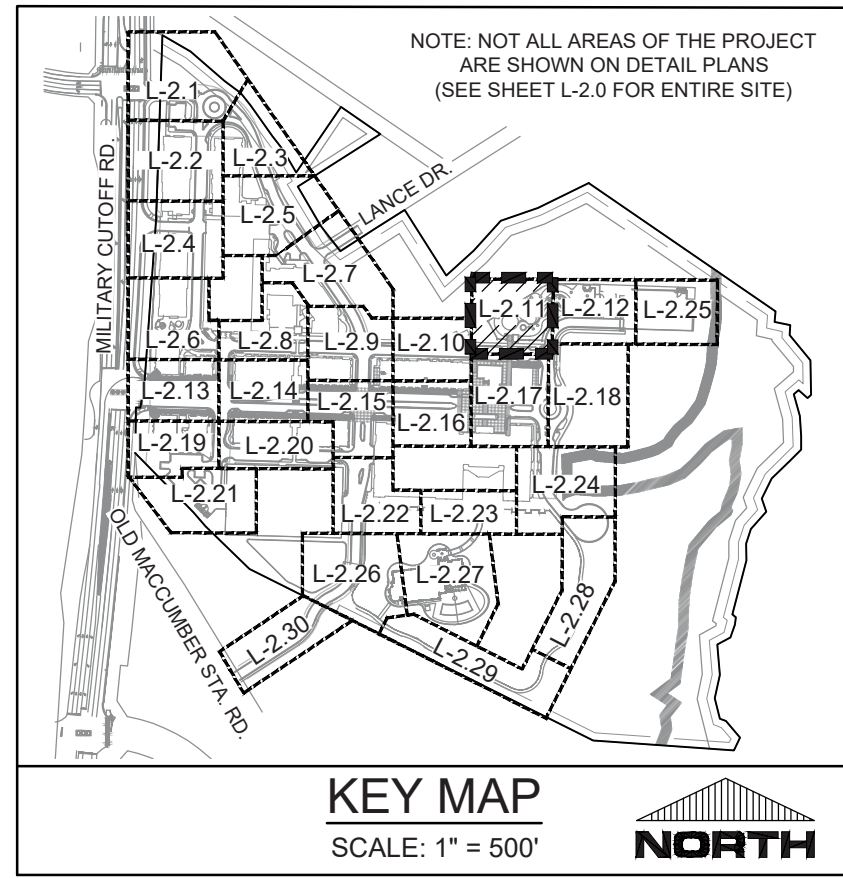 NOTE: NOT ALL AREAS OF THE PROJECT
ARE SHOWN ON DETAIL PLANS
(SEE SHEET L-2.0 FOR ENTIRE SITE)
MILITARY CUTOFF RD.
LANCE DR.
OLD MACCUMBER STA. RD.
L-2.1
L-2.2
L-2.3
L-2.4
L-2.5
L-2.6
L-2.7
L-2.8
L-2.9
L-2.10
L-2.11
L-2.12
L-2.25
L-2.13
L-2.14
L-2.15
L-2.16
L-2.17
L-2.18
L-2.19
L-2.20
L-2.21
L-2.22
L-2.23
L-2.24
L-2.26
L-2.27
L-2.28
L-2.29
L-2.30
KEY MAP
SCALE: 1" = 500'
NORTH